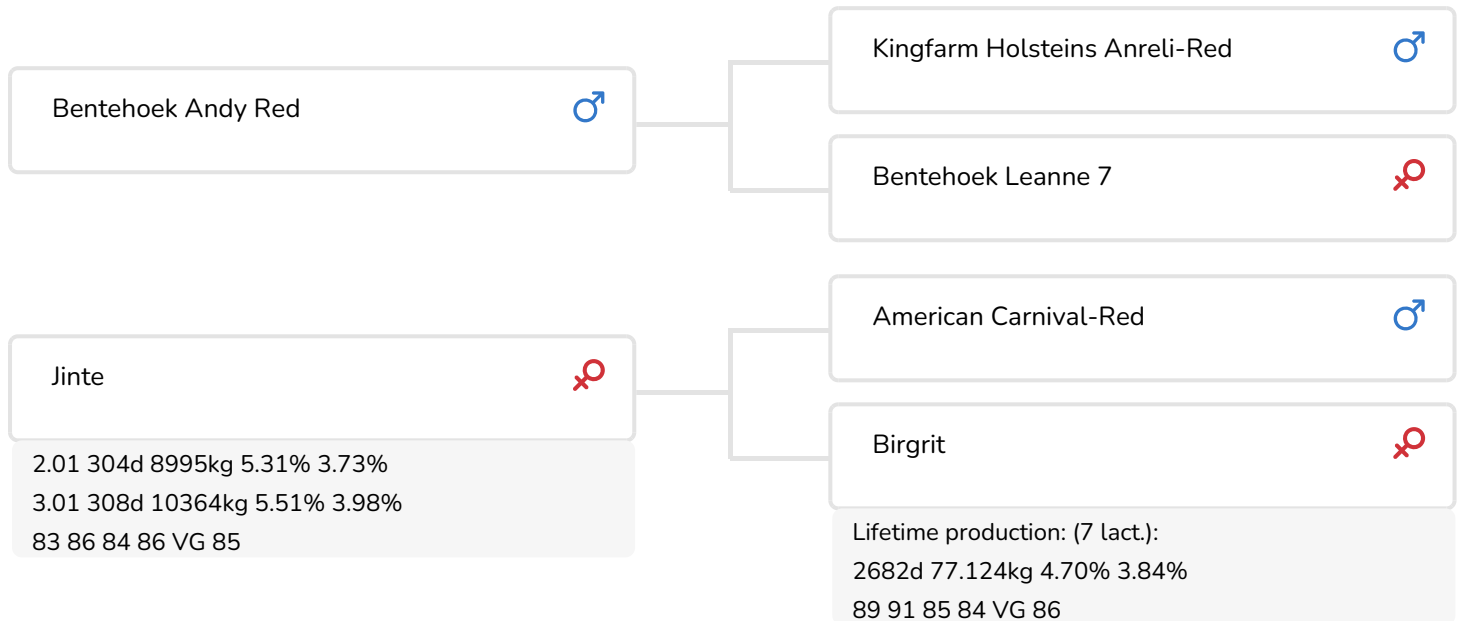 Kingfarm Holsteins Anreli-Red
Bentehoek Andy Red
Bentehoek Leanne 7
American Carnival-Red
Jinte
2.01 304d 8995kg 5.31% 3.73%
3.01 308d 10364kg 5.51% 3.98%
83 86 84 86 VG 85
Birgrit
Lifetime production: (7 lact.):
2682d 77.124kg 4.70% 3.84%
89 91 85 84 VG 86